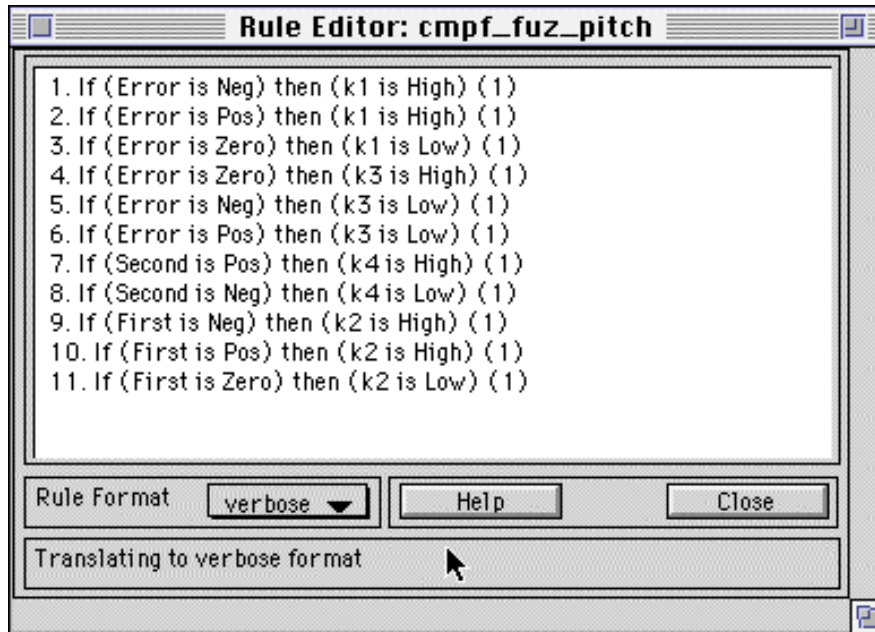 Rule Editor: cmpf_fuz_pitch
1. If (Error is Neg) then (k1 is High) (1)
2. If (Error is Pos) then (k1 is High) (1)
3. If (Error is Zero) then (k1 is Low) (1)
4. If (Error is Zero) then (k3 is High) (1)
5. If (Error is Neg) then (k3 is Low) (1)
6. If (Error is Pos) then (k3 is Low) (1)
7. If (Second is Pos) then (k4 is High) (1)
8. If (Second is Neg) then (k4 is Low) (1)
9. If (First is Neg) then (k2 is High) (1)
10. If (First is Pos) then (k2 is High) (1)
11. If (First is Zero) then (k2 is Low) (1)
Rule Format verbose Help Close
Translating to verbose format